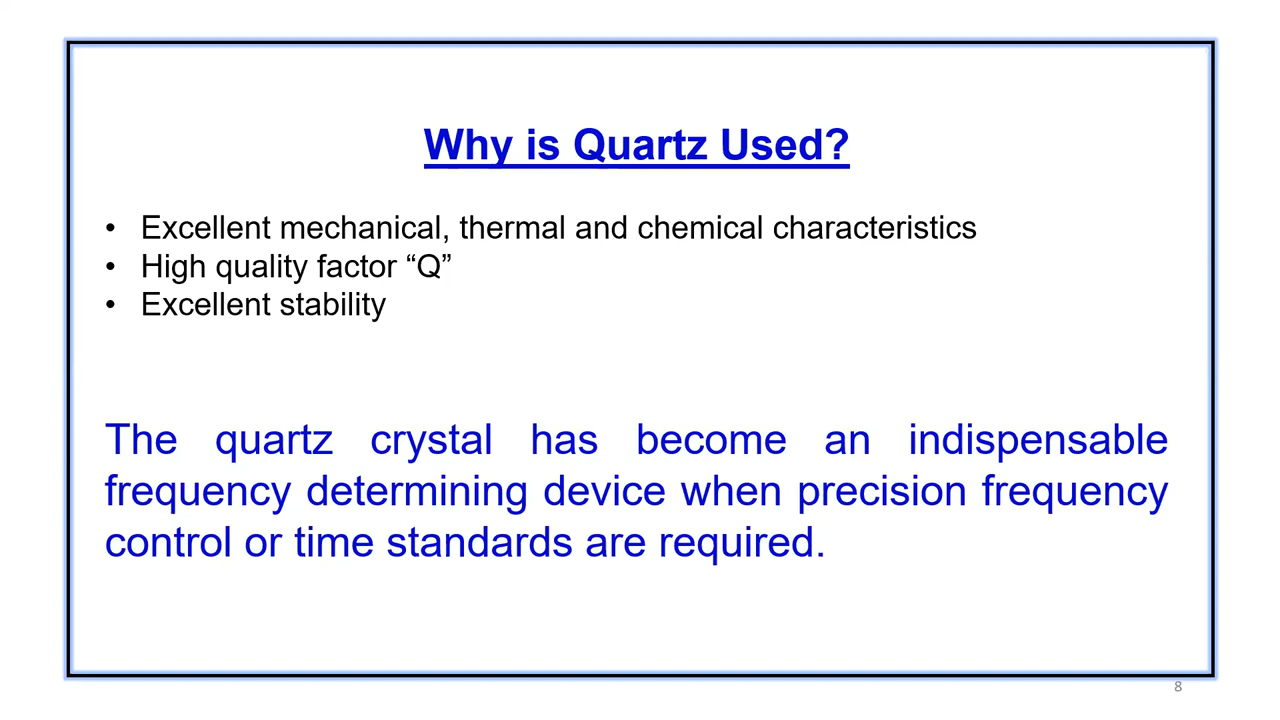 Why is Quartz Used?
• Excellent mechanical, thermal and chemical characteristics
• High quality factor “Q”
• Excellent stability
The quartz crystal has become an indispensable
frequency determining device when precision frequency
control or time standards are required.
8